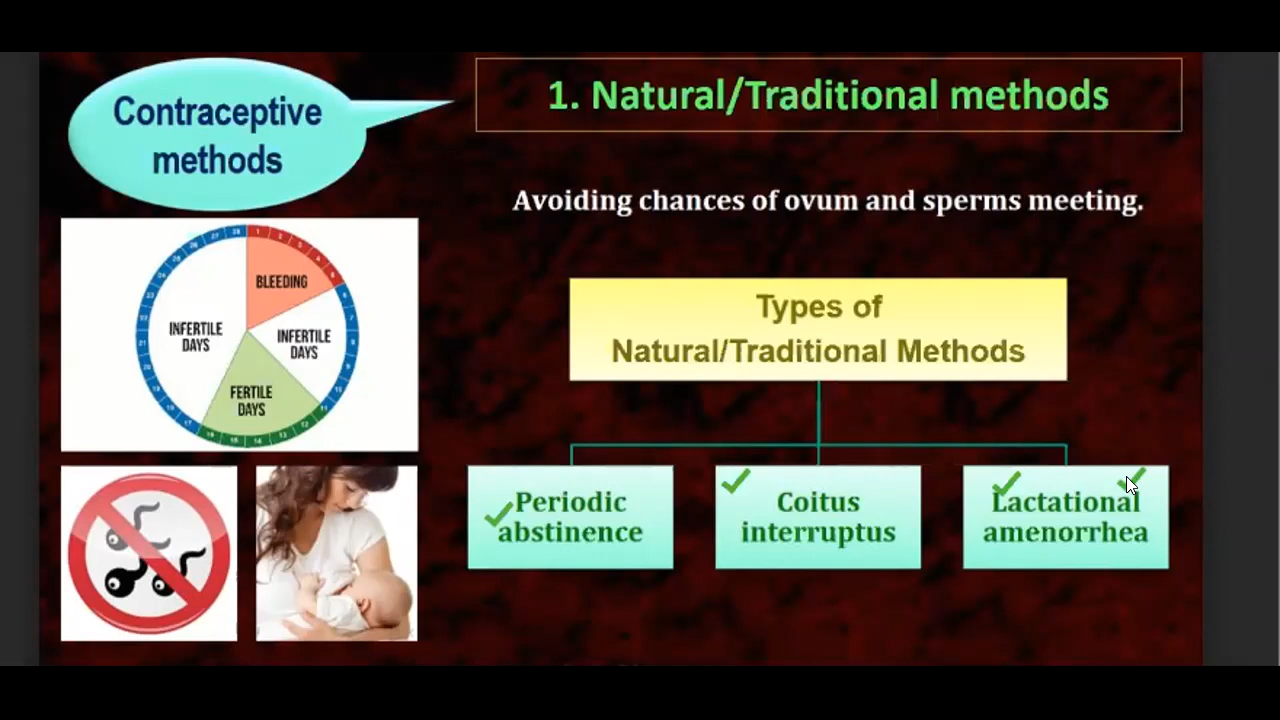 Contraceptive
methods
1. Natural/Traditional methods
Avoiding chances of ovum and sperms meeting.
BLEEDING
INFERTILE
DAYS
INFERTILE
DAYS
FERTILE
DAYS
Types of
Natural/Traditional Methods
Periodic
abstinence
Coitus
interruptus
Lactational
amenorrhea